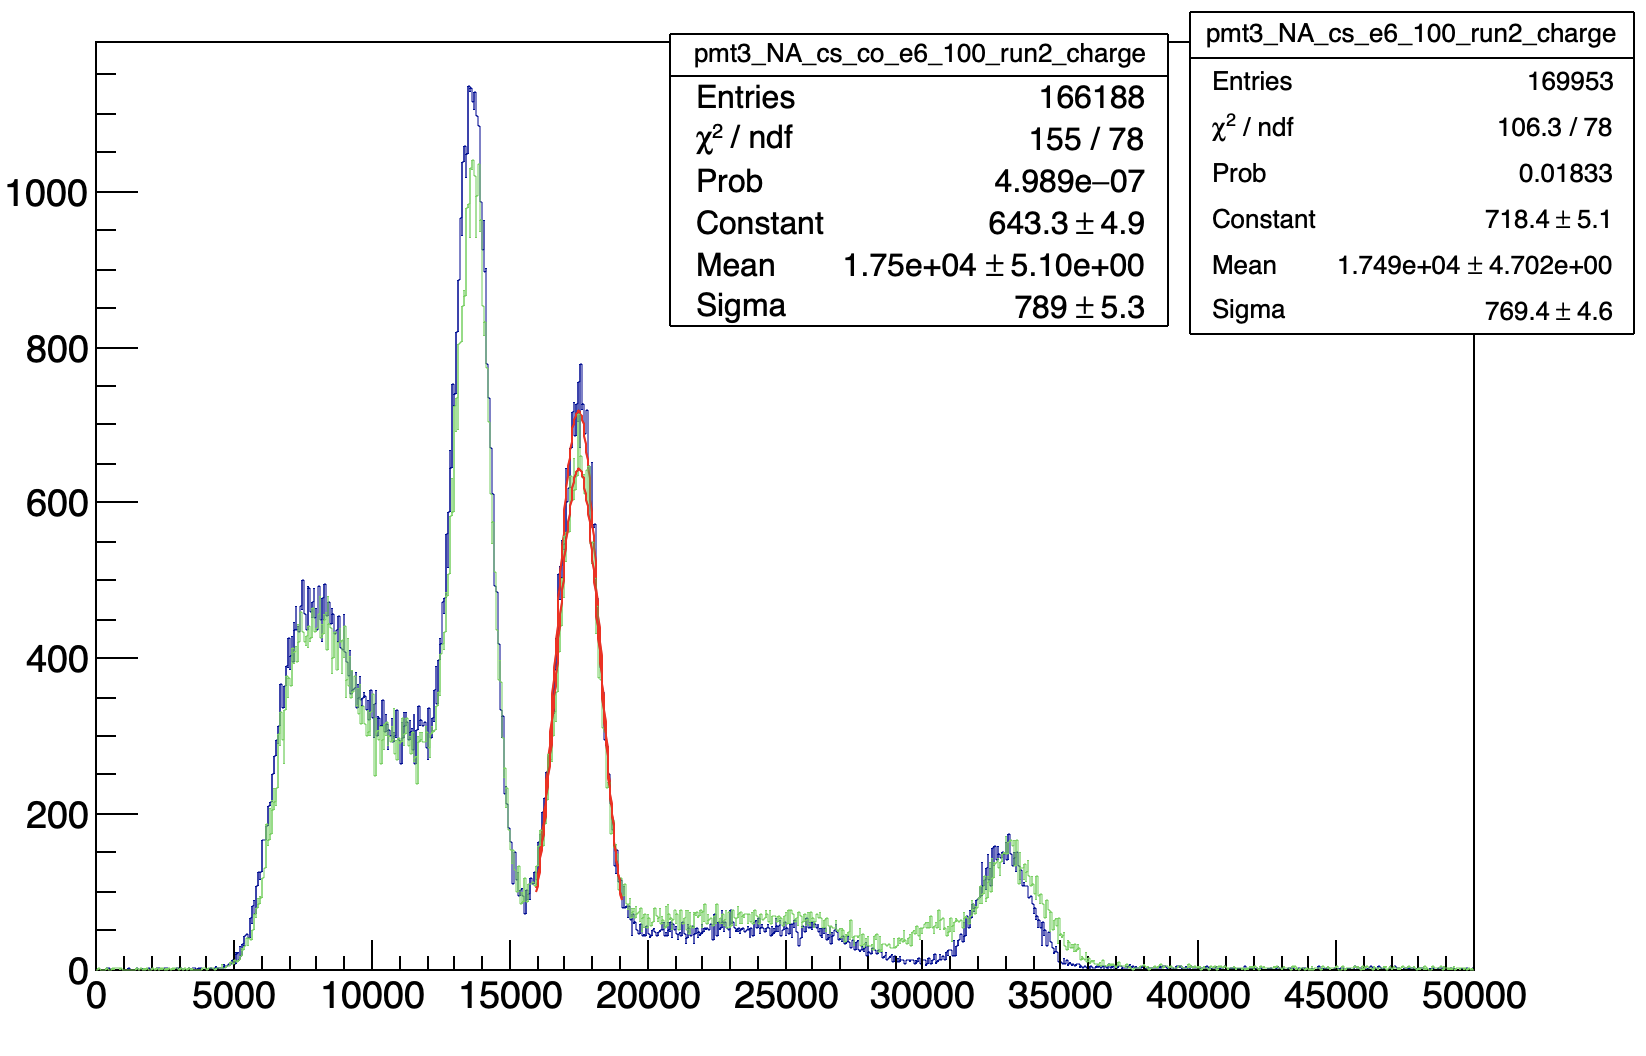 pmt3_NA_cs_co_e6_100_run2_charge
Entries 166188
χ² / ndf 155 / 78
Prob 4.989e−07
Constant 643.3 ± 4.9
Mean 1.75e+04 ± 5.10e+00
Sigma 789 ± 5.3
pmt3_NA_cs_e6_100_run2_charge
Entries 169953
χ² / ndf 106.3 / 78
Prob 0.01833
Constant 718.4 ± 5.1
Mean 1.749e+04 ± 4.702e+00
Sigma 769.4 ± 4.6
1000
800
600
400
200
0
0 5000 10000 15000 20000 25000 30000 35000 40000 45000 50000